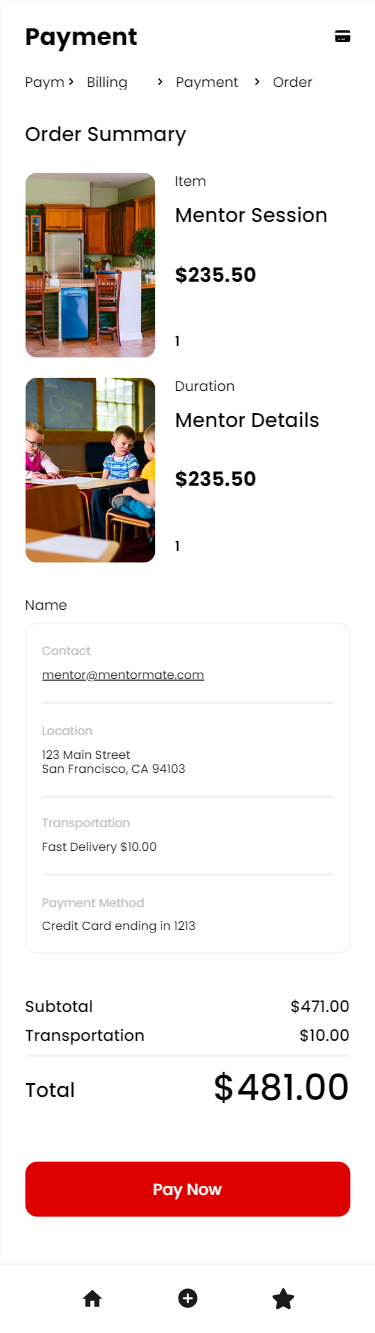 Payment
Paym
Billing
Payment
Order
Order Summary
Item
Mentor Session
$235.50
1
Duration
Mentor Details
$235.50
1
Name
Contact
mentor@mentormate.com
Location
123 Main Street
San Francisco, CA 94103
Transportation
Fast Delivery $10.00
Payment Method
Credit Card ending in 1213
Subtotal $471.00
Transportation $10.00
Total $481.00
Pay Now